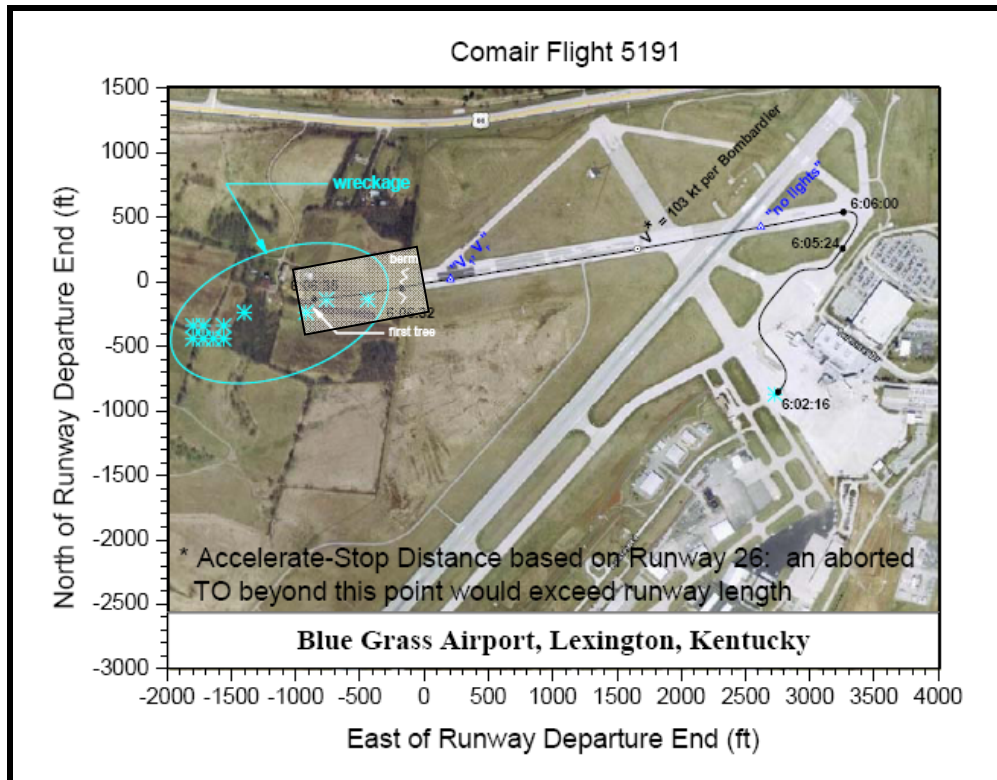 Comair Flight 5191
1500
1000
500
0
-500
-1000
-1500
-2000
-2500
-3000
North of Runway Departure End (ft)
60
wreckage
berm
first tree
"V₁, Vᵣ"
V* = 103 kt per Bombardier
"no lights"
6:06:00
6:05:24
6:02:16
* Accelerate-Stop Distance based on Runway 26: an aborted
TO beyond this point would exceed runway length
Blue Grass Airport, Lexington, Kentucky
-2000 -1500 -1000 -500 0 500 1000 1500 2000 2500 3000 3500 4000
East of Runway Departure End (ft)